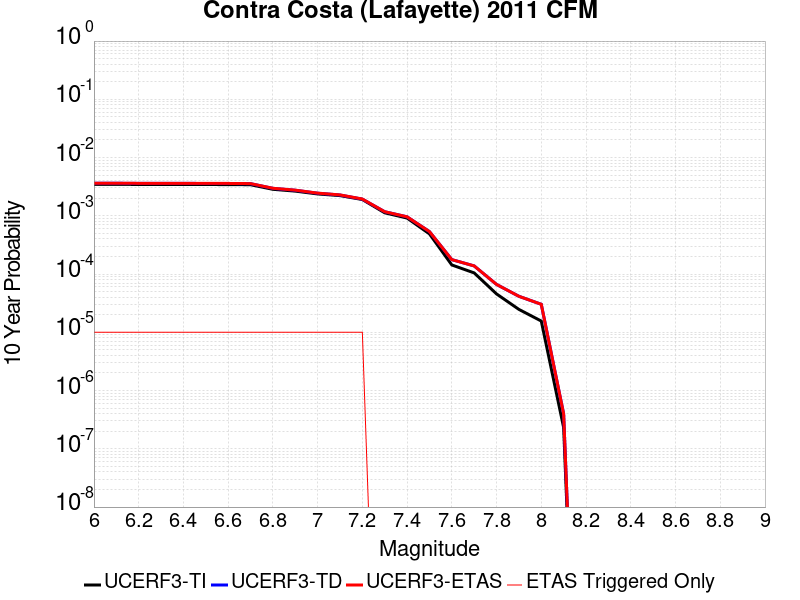 Contra Costa (Lafayette) 2011 CFM
10^0
10^-1
10^-2
10^-3
10^-4
10^-5
10^-6
10^-7
10^-8
10 Year Probability
6 6.2 6.4 6.6 6.8 7 7.2 7.4 7.6 7.8 8 8.2 8.4 8.6 8.8 9
Magnitude
UCERF3-TI UCERF3-TD UCERF3-ETAS ETAS Triggered Only